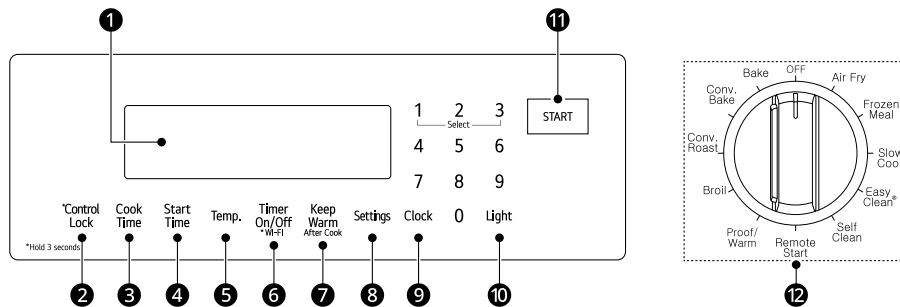 1
11
START
1 2 3
Select
4 5 6
7 8 9
0
*Control
Lock
Cook
Time
Start
Time
Temp.
Timer
On/Off
*WI-FI
Keep
Warm
After Cook
Settings
Clock
Light
*Hold 3 seconds
2 3 4 5 6 7 8 9 10
OFF
Air Fry
Frozen
Meal
Slow
Cook
Easy
Clean®
Self
Clean
Remote
Start
Proof/
Warm
Broil
Conv.
Roast
Conv.
Bake
Bake
12